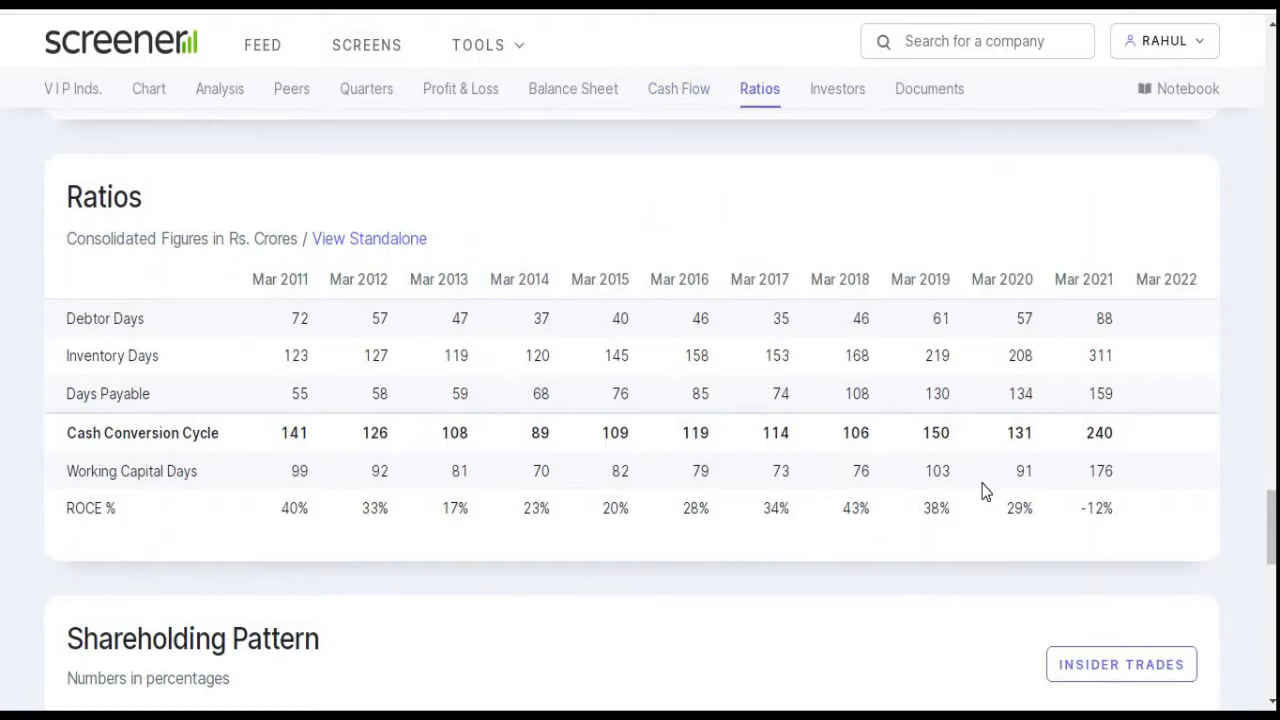 screener FEED SCREENS TOOLS Search for a company RAHUL
V I P Inds. Chart Analysis Peers Quarters Profit & Loss Balance Sheet Cash Flow Ratios Investors Documents Notebook
Ratios
Consolidated Figures in Rs. Crores / View Standalone
Mar 2011 Mar 2012 Mar 2013 Mar 2014 Mar 2015 Mar 2016 Mar 2017 Mar 2018 Mar 2019 Mar 2020 Mar 2021 Mar 2022
Debtor Days 72 57 47 37 40 46 35 46 61 57 88
Inventory Days 123 127 119 120 145 158 153 168 219 208 311
Days Payable 55 58 59 68 76 85 74 108 130 134 159
Cash Conversion Cycle 141 126 108 89 109 119 114 106 150 131 240
Working Capital Days 99 92 81 70 82 79 73 76 103 91 176
ROCE % 40% 33% 17% 23% 20% 28% 34% 43% 38% 29% -12%
Shareholding Pattern
INSIDER TRADES
Numbers in percentages